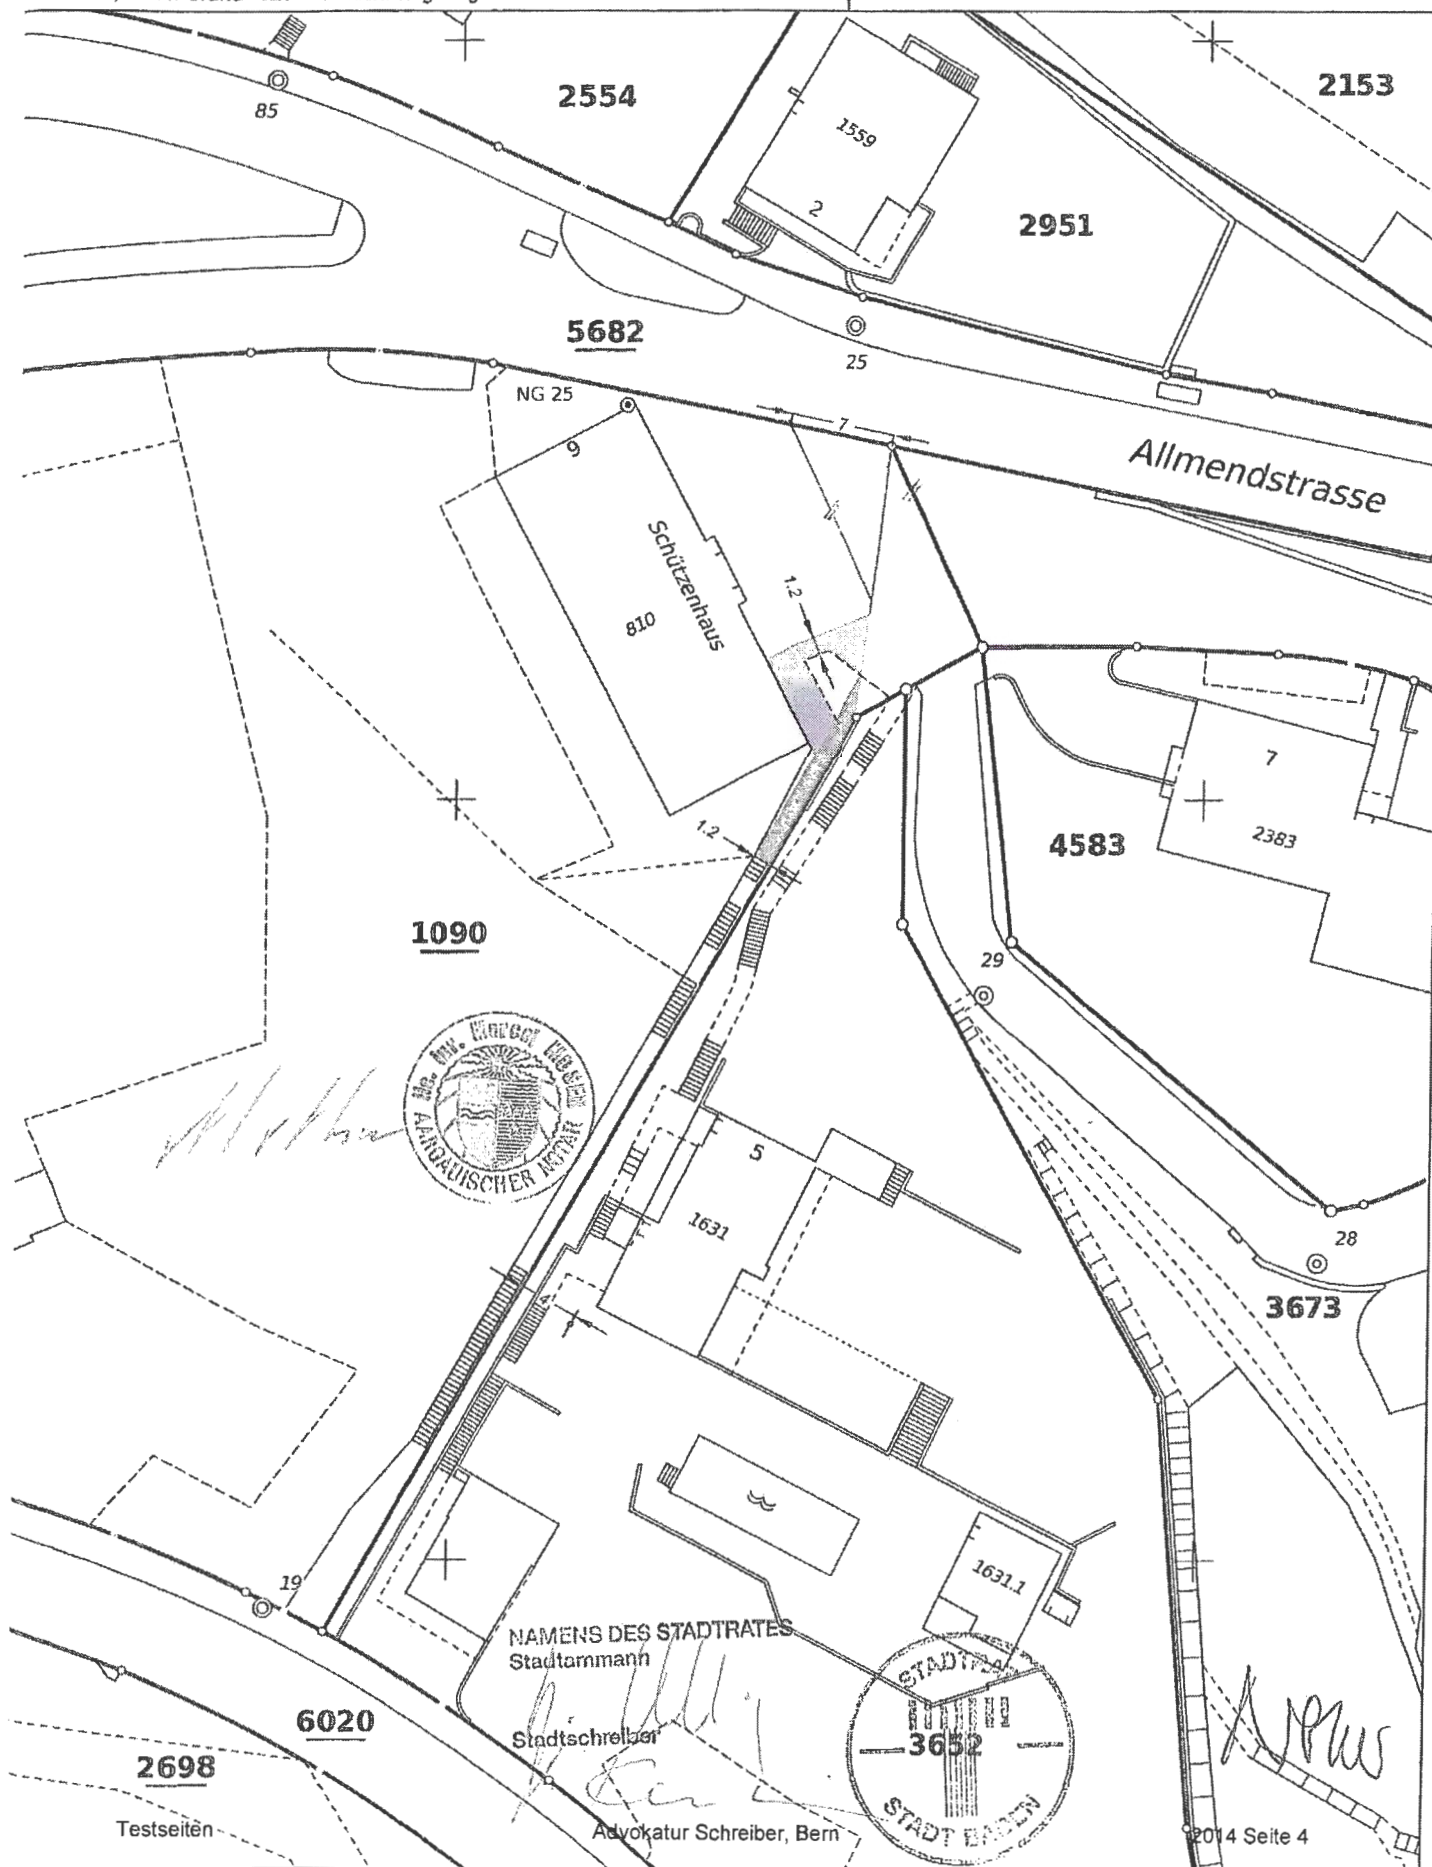 2153
2554
85
1559
2
2951
5682
25
NG 25
7
9
Allmendstrasse
Schützenhaus
810
1.2
7
2383
4583
1.2
1090
29
AARGAUISCHER NOTAR
5
1631
28
3673
4
1631.1
19
NAMENS DES STADTRATES
Stadtammann
STADTRAT
6020
Stadtschreiber
3652
2698
STADT BADEN
Testseiten
Advokatur Schreiber, Bern
2014 Seite 4